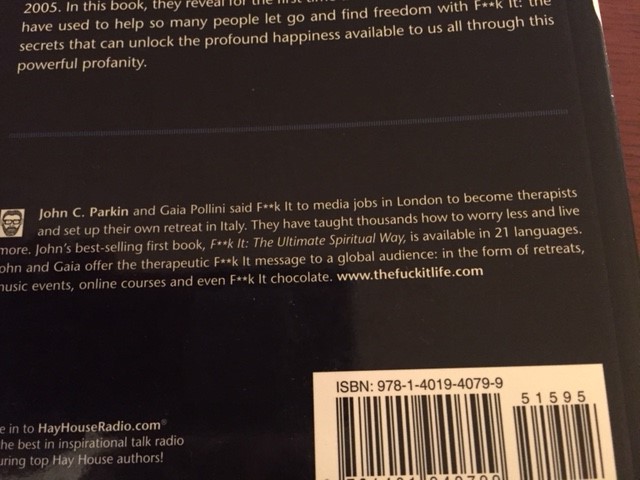 2005. In this book, they reveal for the first time
have used to help so many people let go and find freedom with F**k It: the
secrets that can unlock the profound happiness available to us all through this
powerful profanity.
John C. Parkin and Gaia Pollini said F**k It to media jobs in London to become therapists
and set up their own retreat in Italy. They have taught thousands how to worry less and live
more. John's best-selling first book, F**k It: The Ultimate Spiritual Way, is available in 21 languages.
ohn and Gaia offer the therapeutic F**k It message to a global audience: in the form of retreats,
music events, online courses and even F**k It chocolate. www.thefuckitlife.com
ISBN: 978-1-4019-4079-9
51595
e in to HayHouseRadio.com®
the best in inspirational talk radio
uring top Hay House authors!